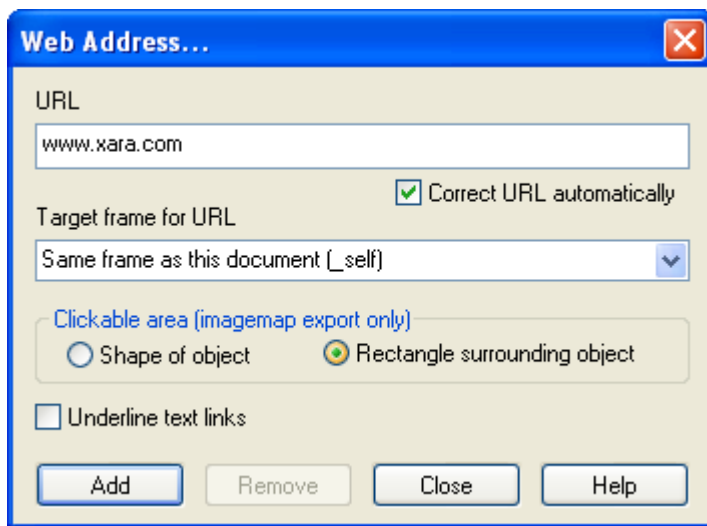 Web Address...
URL
www.xara.com
Correct URL automatically
Target frame for URL
Same frame as this document (_self)
Clickable area (imagemap export only)
Shape of object Rectangle surrounding object
Underline text links
Add Remove Close Help